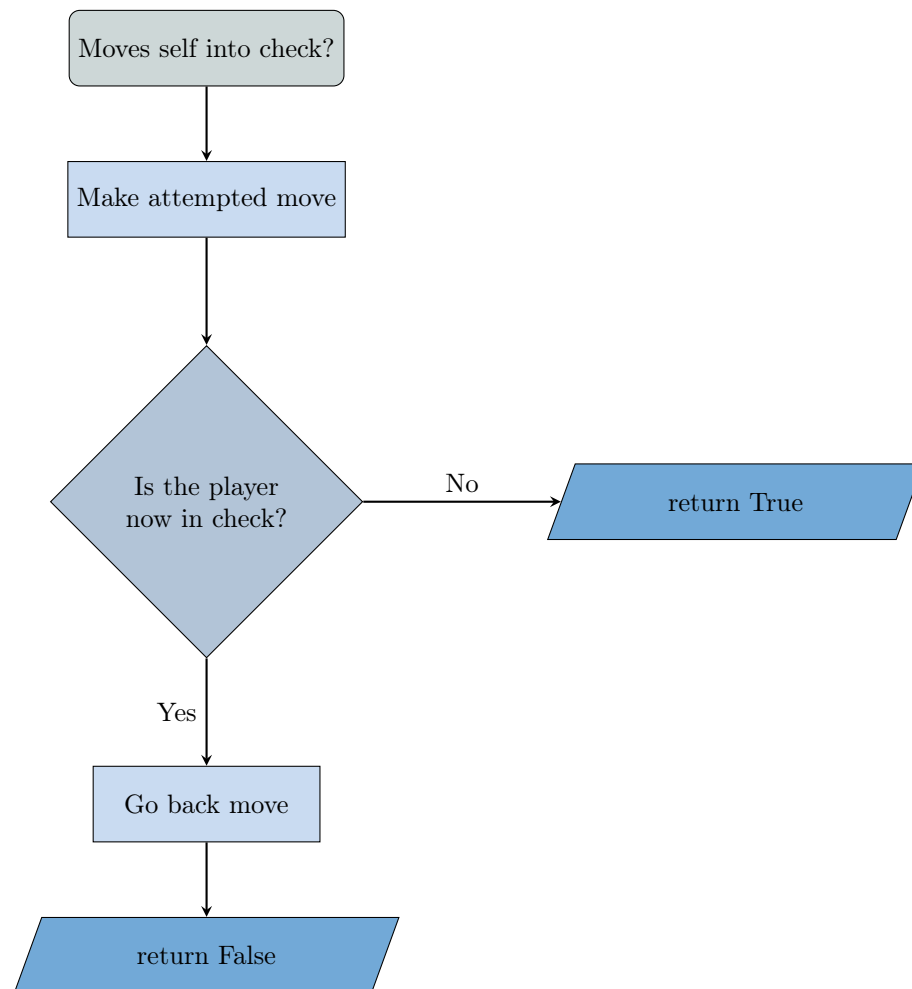 Moves self into check?
Make attempted move
Is the player
now in check?
No
return True
Yes
Go back move
return False